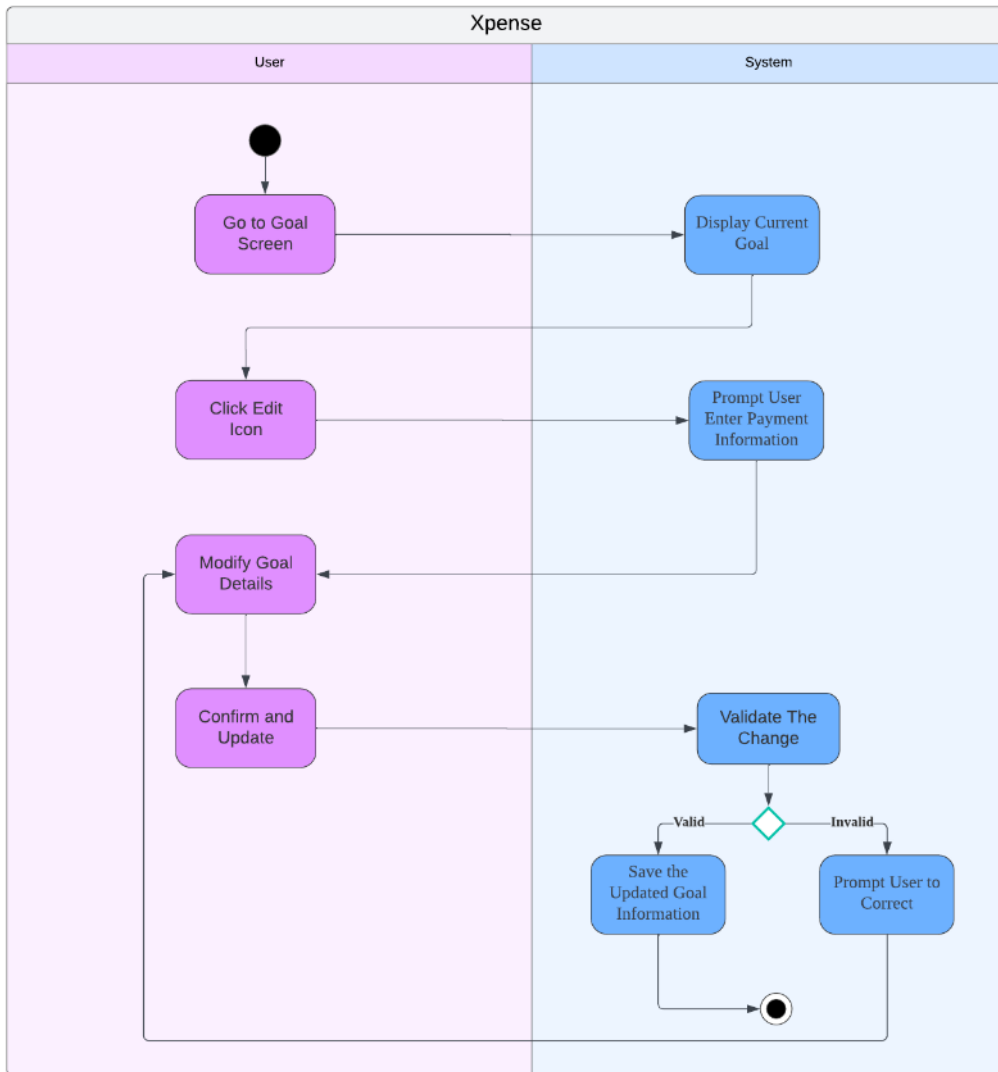 Xpense
User
System
Go to Goal
Screen
Display Current
Goal
Click Edit
Icon
Prompt User
Enter Payment
Information
Modify Goal
Details
Confirm and
Update
Validate The
Change
Valid
Invalid
Save the
Updated Goal
Information
Prompt User to
Correct